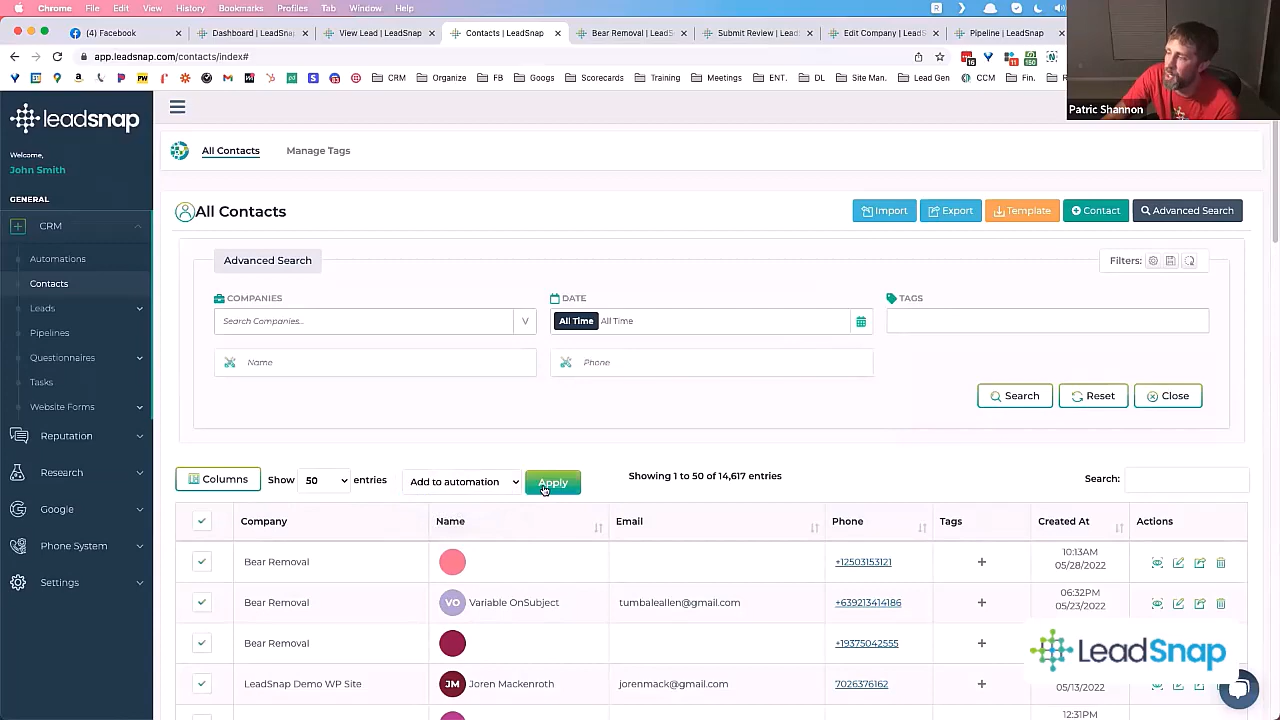 Chrome File Edit View History Bookmarks Profiles Tab Window Help
(4) Facebook
Dashboard | LeadSna
View Lead | LeadSnap
Contacts | LeadSnap
Bear Removal | LeadS
Submit Review | Lead
Edit Company | LeadS
Pipeline | LeadSnap
app.leadsnap.com/contacts/index#
CRM Organize FB Goog Scorecards Training Meeti INT. DL Site Man. Lead Gen CCM Fin.
Patric Shannon
leadsnap
Welcome,
John Smith
GENERAL
CRM
Automations
Contacts
Leads
Pipelines
Questionnaires
Tasks
Website Forms
Reputation
Research
Google
Phone System
Settings
All Contacts Manage Tags
All Contacts
Import Export Template Contact Advanced Search
Advanced Search
Filters:
COMPANIES DATE TAGS
Search Companies... V All Time All Time
Name Phone
Search Reset Close
Columns Show 50 entries Add to automation Apply Showing 1 to 50 of 14,617 entries Search:
Company Name Email Phone Tags Created At Actions
Bear Removal +12503153121 + 10:13AM 05/28/2022
Bear Removal VO Variable OnSubject tumbaleallen@gmail.com +639213414186 + 06:32PM 05/23/2022
Bear Removal +19375042555 +
LeadSnap Demo WP Site JM Joren Mackenn jorenmack@gmail.com 7026376162 + 05/13/2022
12:31PM
LeadSnap